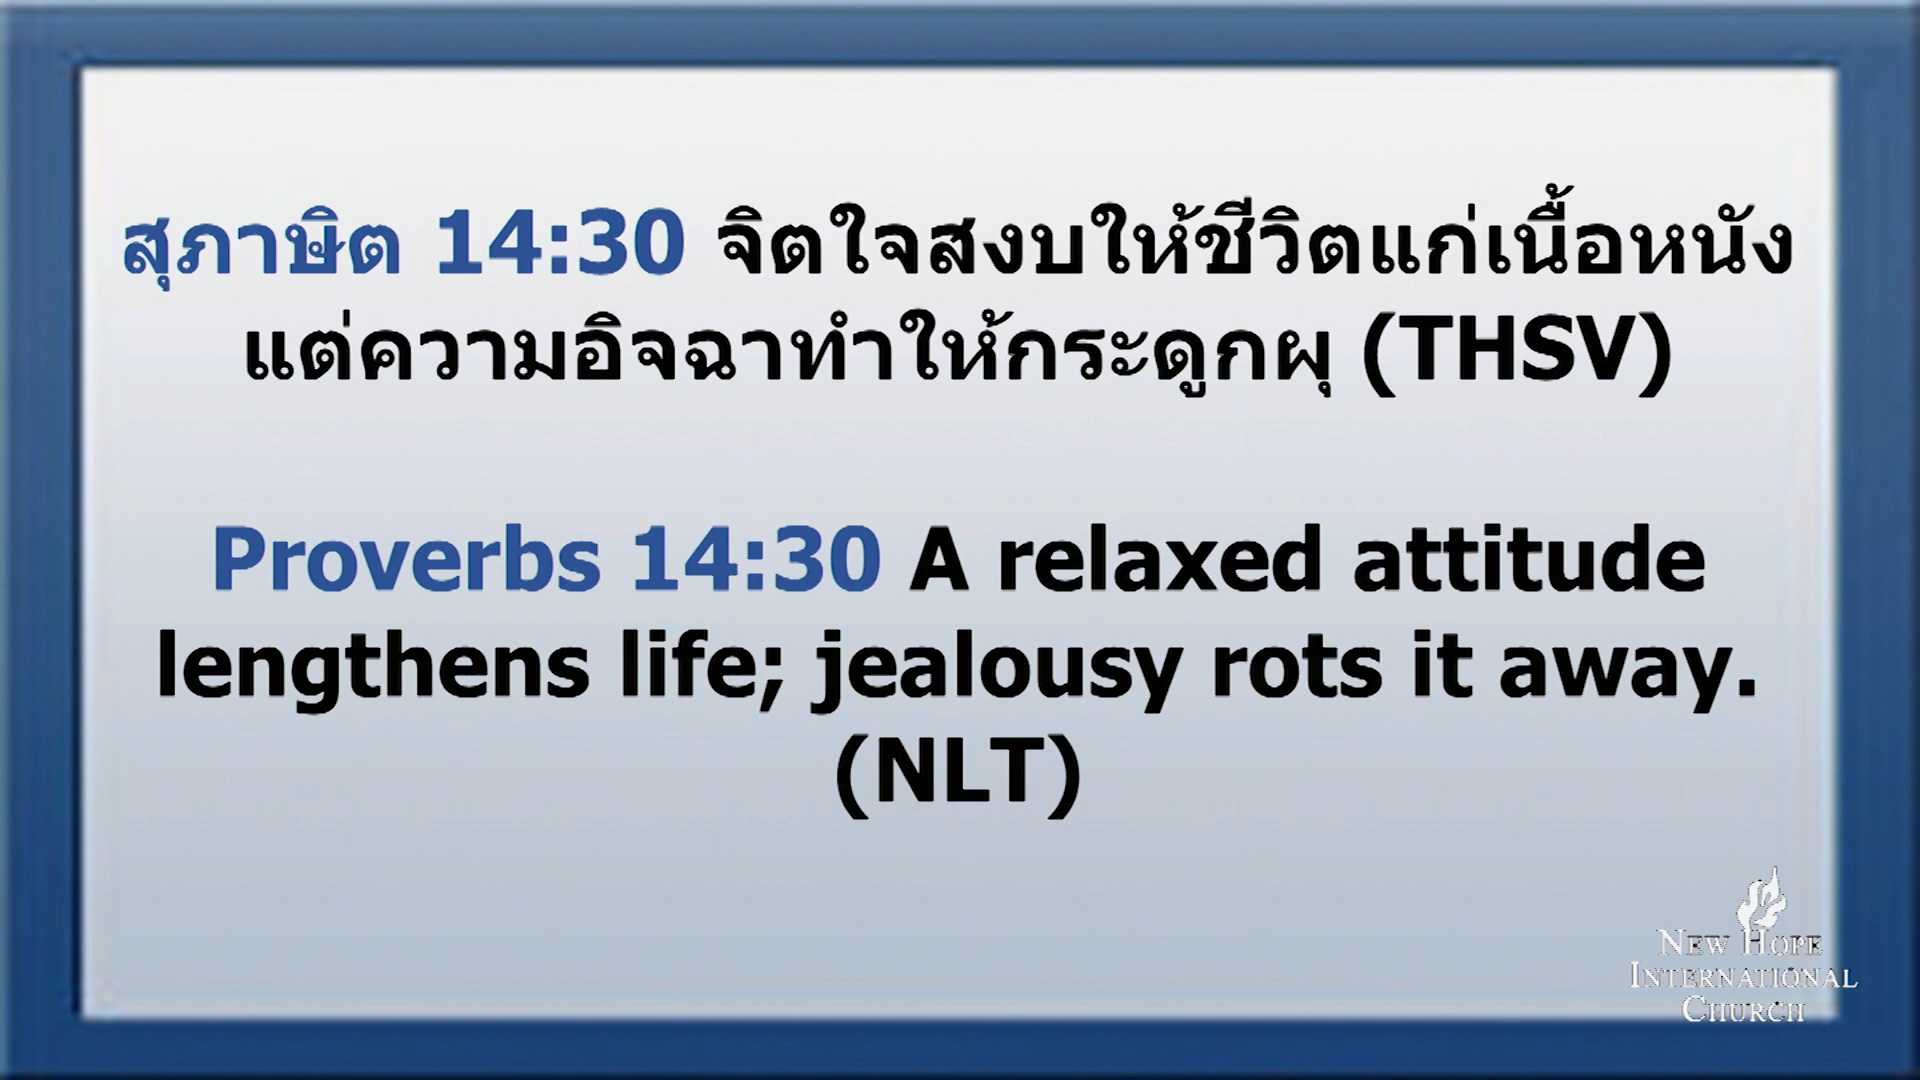 สุภาษิต 14:30 จิตใจสงบให้ชีวิตแก่เนื้อหนัง
แต่ความอิจฉาทำให้กระดูกผุ (THSV)
Proverbs 14:30 A relaxed attitude
lengthens life; jealousy rots it away.
(NLT)
NEW HOPE
INTERNATIONAL
CHURCH